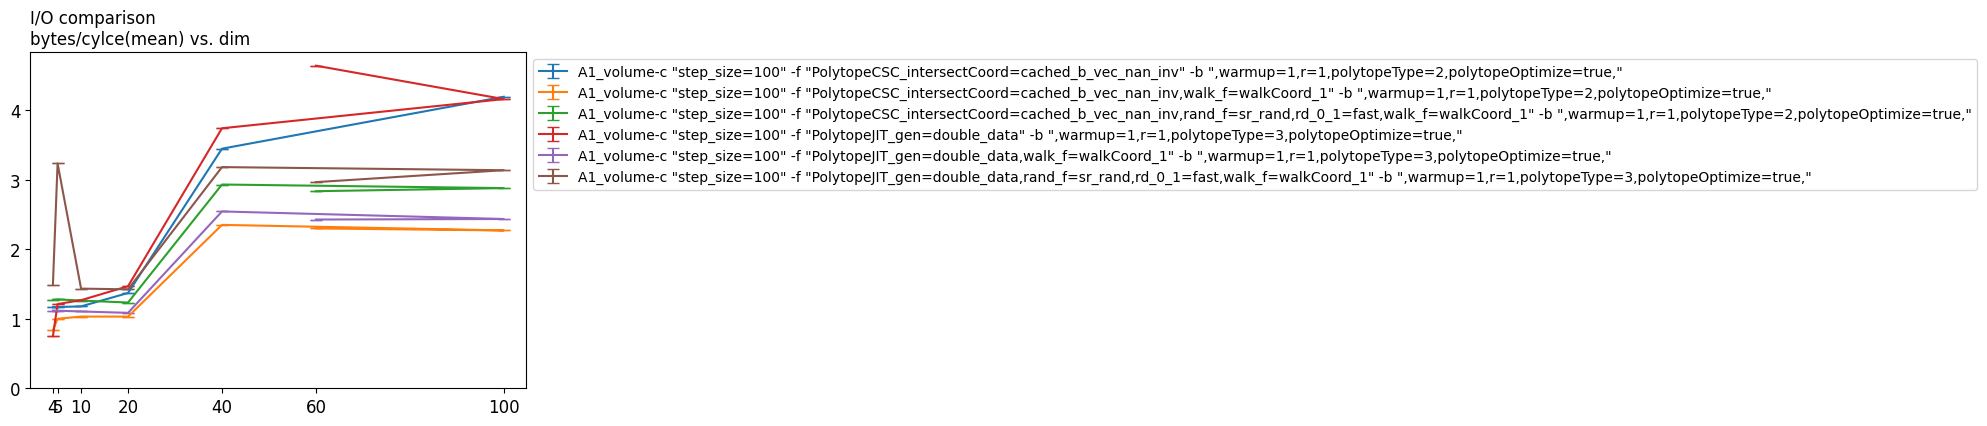 I/O comparison
bytes/cylce(mean) vs. dim
A1_volume-c "step_size=100" -f "PolytopeCSC_intersectCoord=cached_b_vec_nan_inv" -b ",warmup=1,r=1,polytopeType=2,polytopeOptimize=true,"
A1_volume-c "step_size=100" -f "PolytopeCSC_intersectCoord=cached_b_vec_nan_inv,walk_f=walkCoord_1" -b ",warmup=1,r=1,polytopeType=2,polytopeOptimize=true,"
A1_volume-c "step_size=100" -f "PolytopeCSC_intersectCoord=cached_b_vec_nan_inv,rand_f=sr_rand,rd_0_1=fast,walk_f=walkCoord_1" -b ",warmup=1,r=1,polytopeType=2,polytopeOptimize=true,"
A1_volume-c "step_size=100" -f "PolytopeJIT_gen=double_data" -b ",warmup=1,r=1,polytopeType=3,polytopeOptimize=true,"
A1_volume-c "step_size=100" -f "PolytopeJIT_gen=double_data,walk_f=walkCoord_1" -b ",warmup=1,r=1,polytopeType=3,polytopeOptimize=true,"
A1_volume-c "step_size=100" -f "PolytopeJIT_gen=double_data,rand_f=sr_rand,rd_0_1=fast,walk_f=walkCoord_1" -b ",warmup=1,r=1,polytopeType=3,polytopeOptimize=true,"
4
3
2
1
0
4 5 10 20 40 60 100